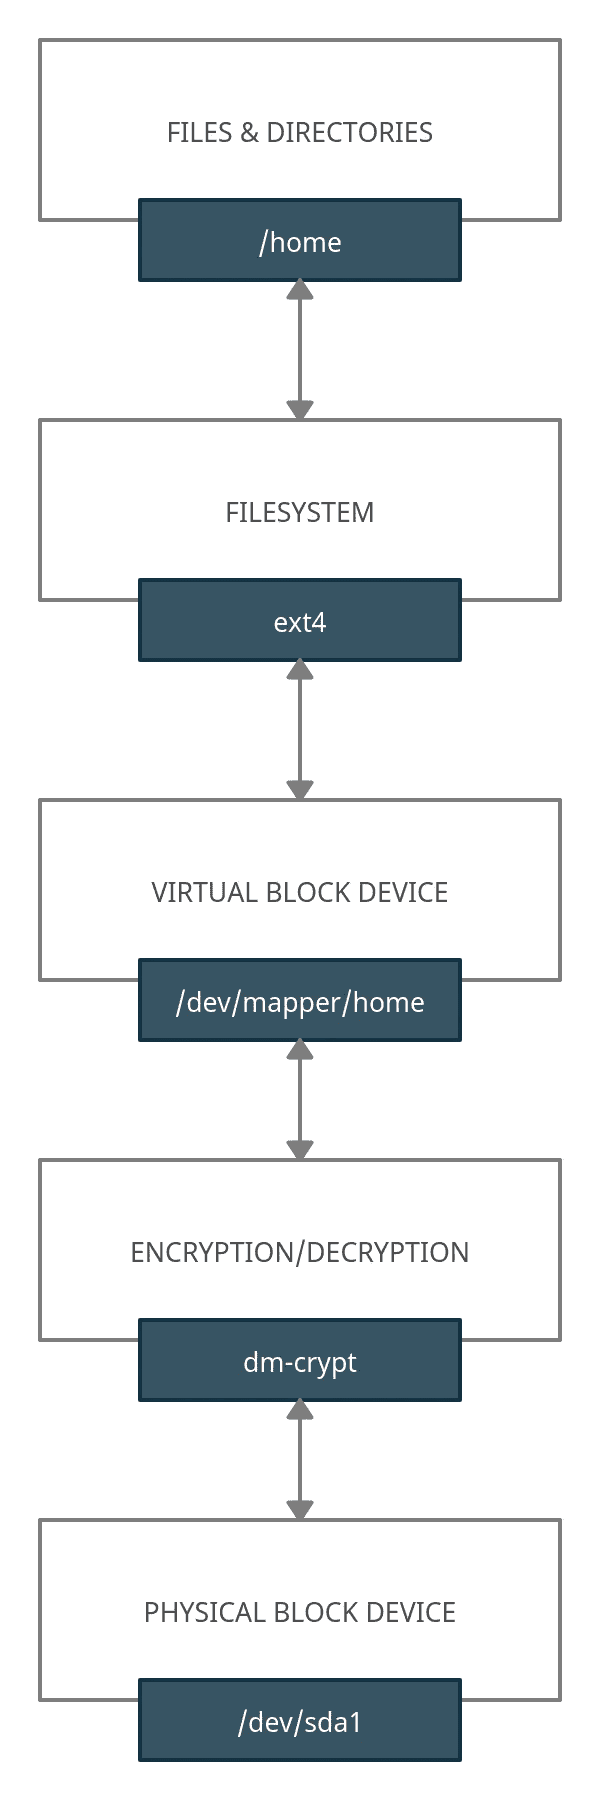 FILES & DIRECTORIES
/home
FILESYSTEM
ext4
VIRTUAL BLOCK DEVICE
/dev/mapper/home
ENCRYPTION/DECRYPTION
dm-crypt
PHYSICAL BLOCK DEVICE
/dev/sda1